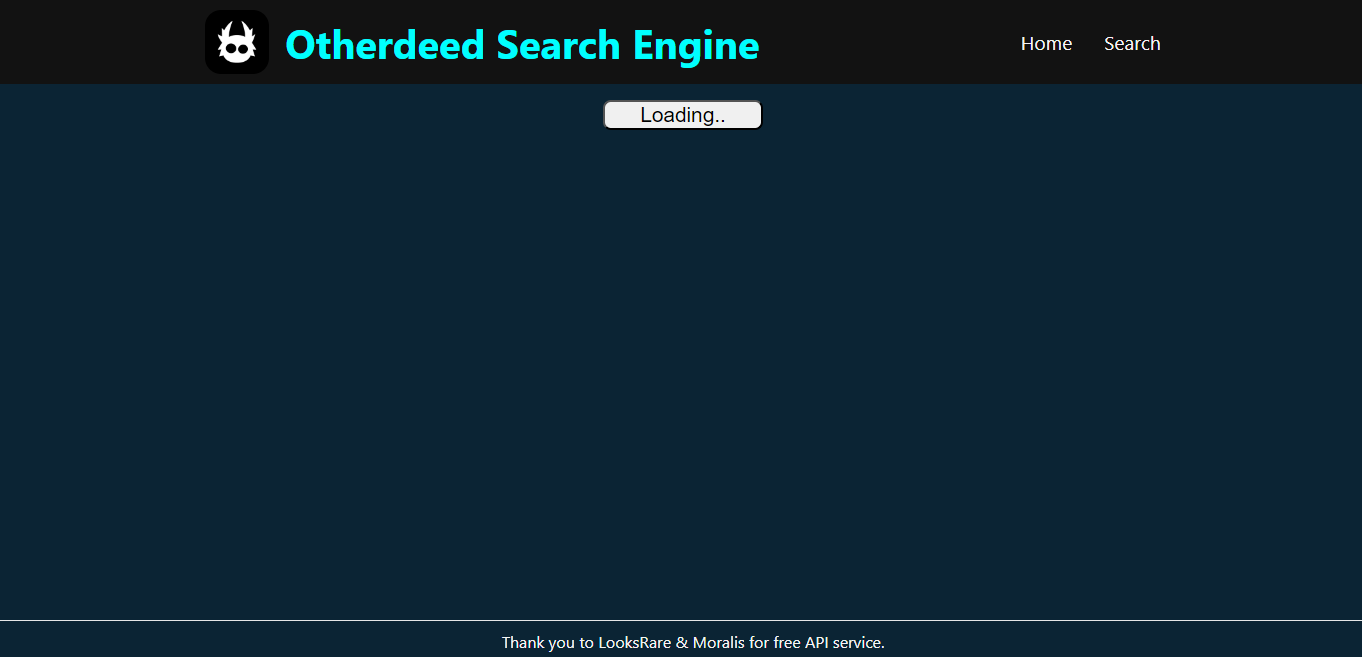 Otherdeed Search Engine
Home
Search
Loading..
Thank you to LooksRare & Moralis for free API service.